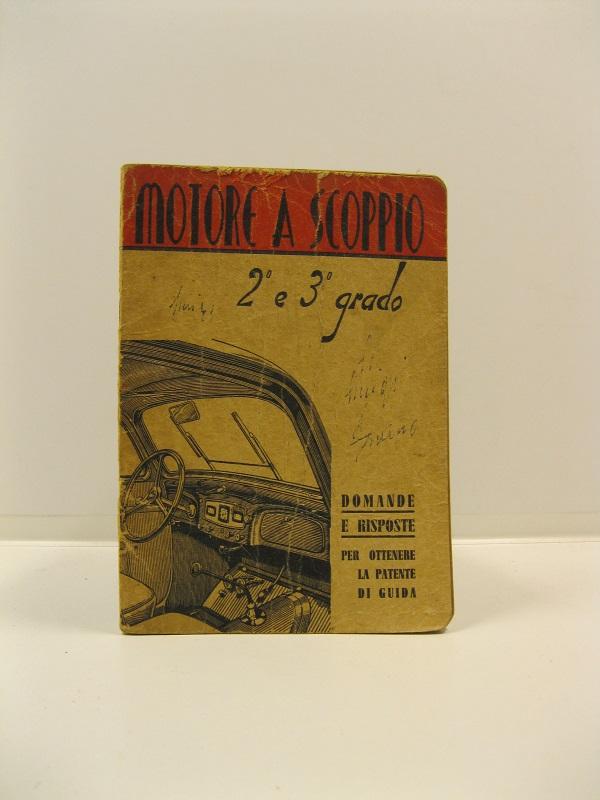 MOTORE A SCOPPIO
2° e 3° grado
DOMANDE
E RISPOSTE
PER OTTENERE
LA PATENTE
DI GUIDA